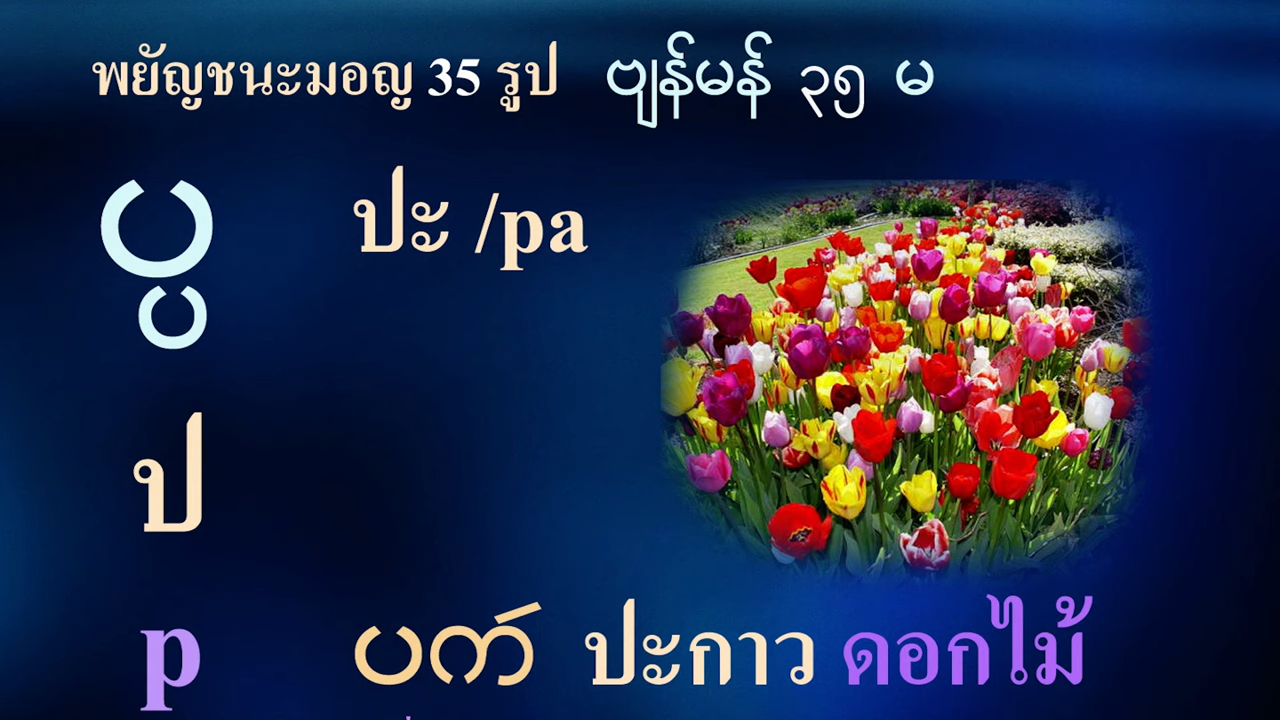 พยัญชนะมอญ 35 รูป ဗျန်မန် ၃၅ မ
ပၟ ปะ /pa
ป
p ပကဴ ปะกาว ดอกไม้